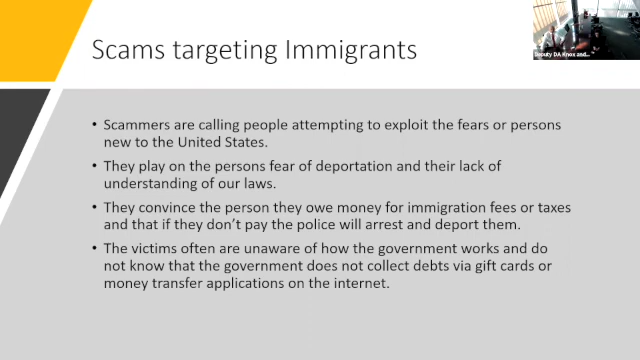 Scams targeting Immigrants
Deputy DA Knox and...
• Scammers are calling people attempting to exploit the fears or persons
new to the United States.
• They play on the persons fear of deportation and their lack of
understanding of our laws.
• They convince the person they owe money for immigration fees or taxes
and that if they don't pay the police will arrest and deport them.
• The victims often are unaware of how the government works and do
not know that the government does not collect debts via gift cards or
money transfer applications on the internet.